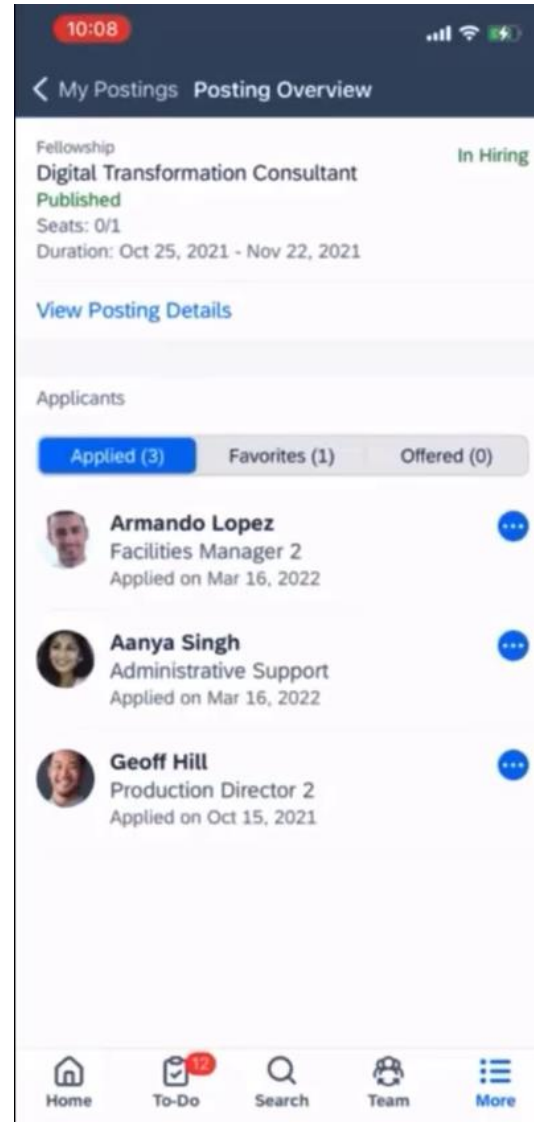 10:08
My Postings Posting Overview
Fellowship
In Hiring
Digital Transformation Consultant
Published
Seats: 0/1
Duration: Oct 25, 2021 - Nov 22, 2021
View Posting Details
Applicants
Applied (3) Favorites (1) Offered (0)
Armando Lopez
Facilities Manager 2
Applied on Mar 16, 2022
Aanya Singh
Administrative Support
Applied on Mar 16, 2022
Geoff Hill
Production Director 2
Applied on Oct 15, 2021
12
Home To-Do Search Team More